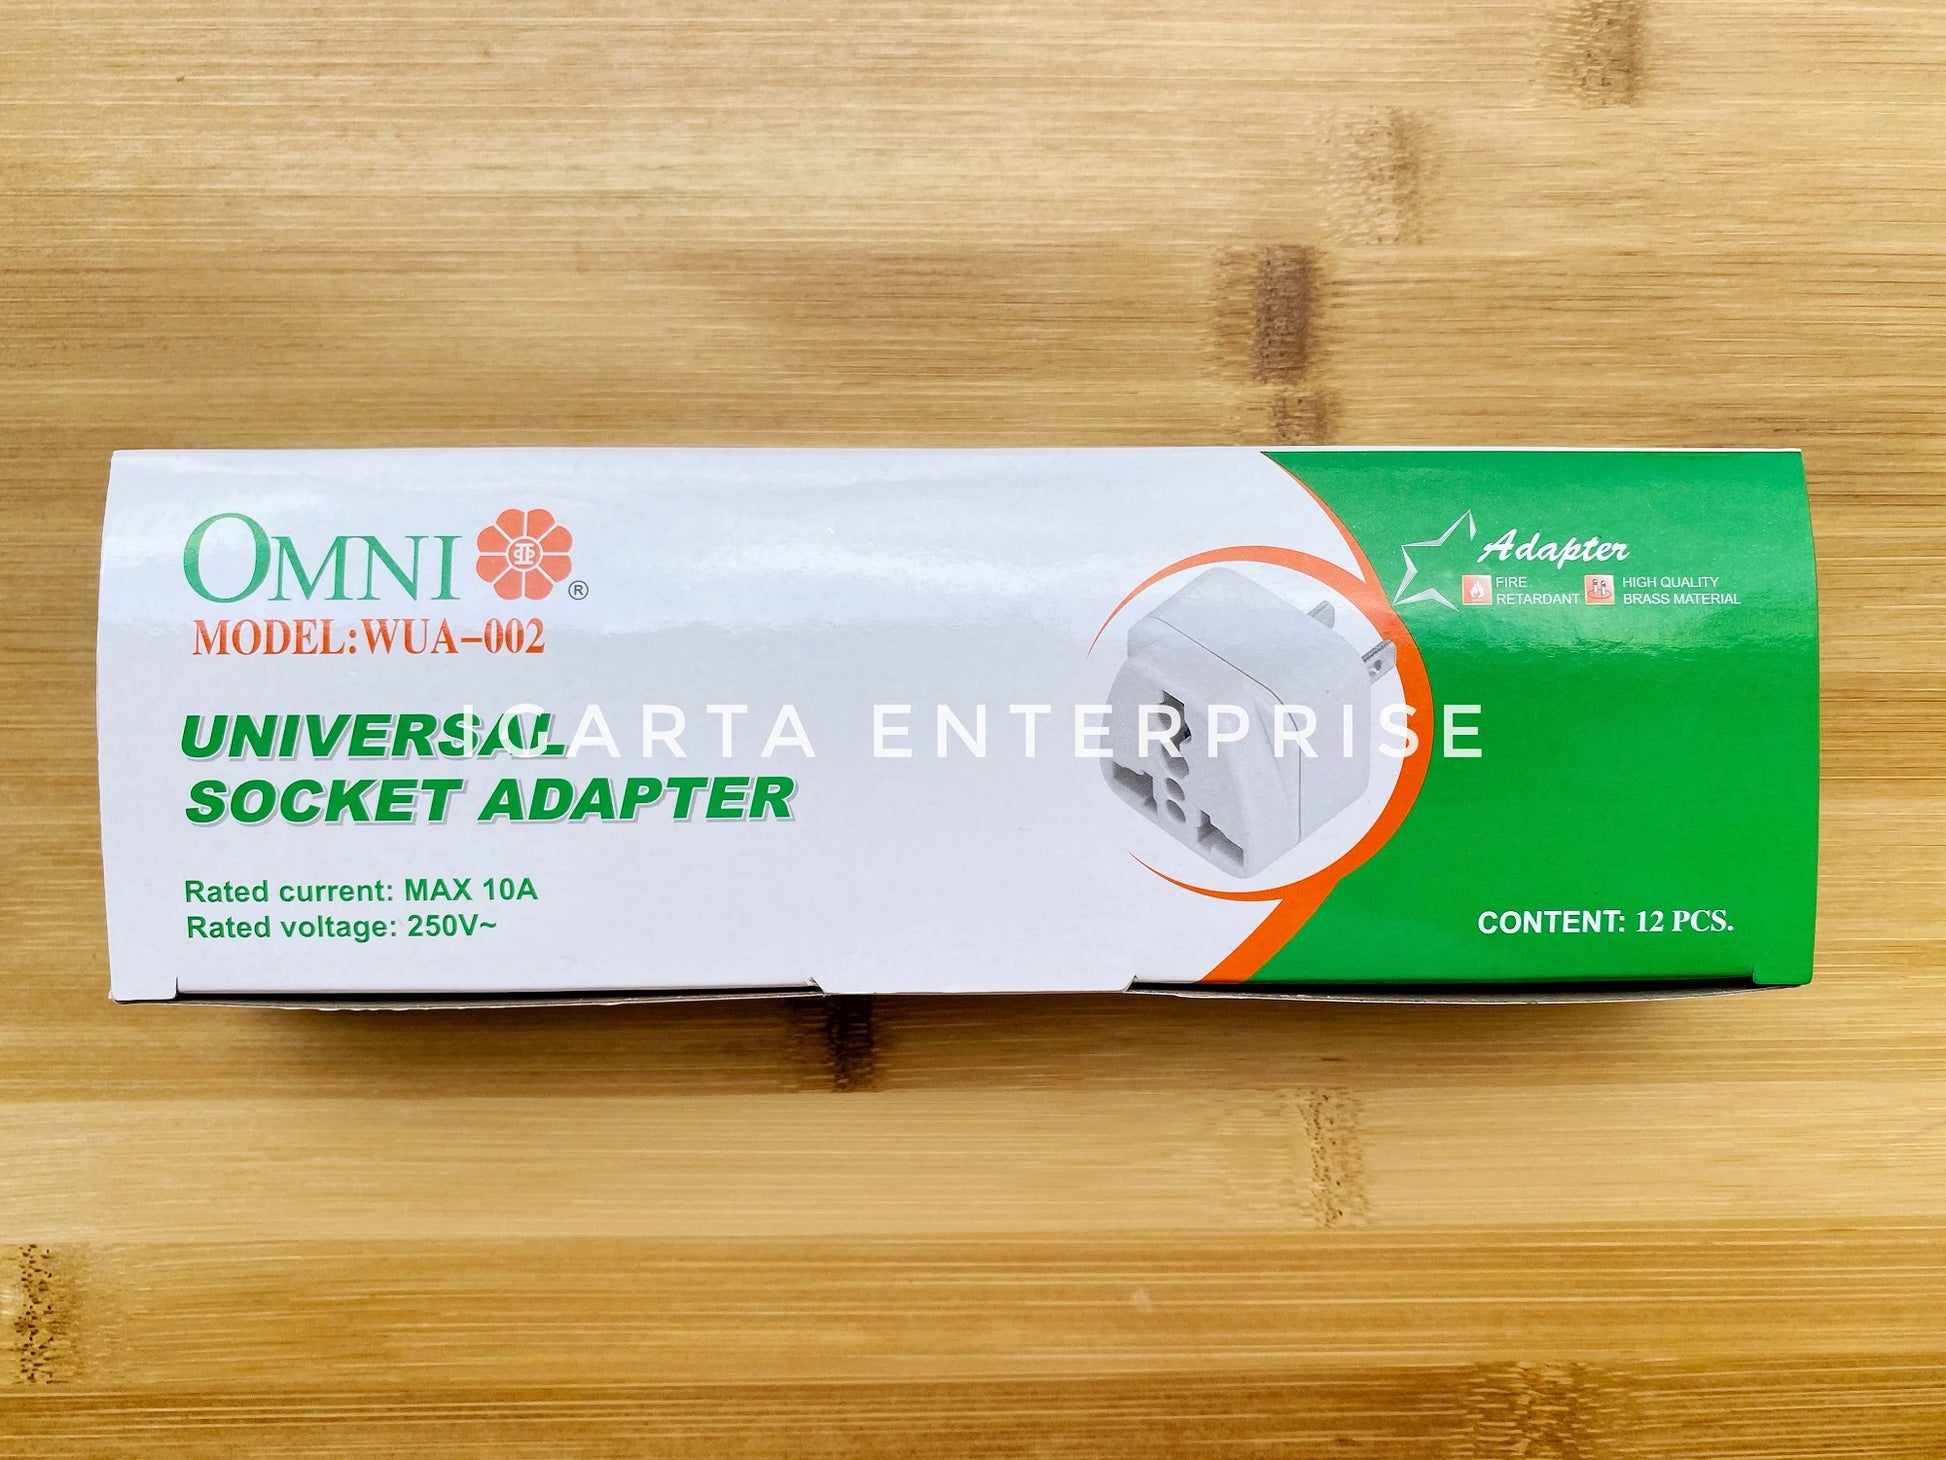 OMNI ®
MODEL:WUA-002
UNIVERSAL
SOCKET ADAPTER
Rated current: MAX 10A
Rated voltage: 250V~
ICARTA ENTERPRISE
Adapter
FIRE
RETARDANT
HIGH QUALITY
BRASS MATERIAL
CONTENT: 12 PCS.